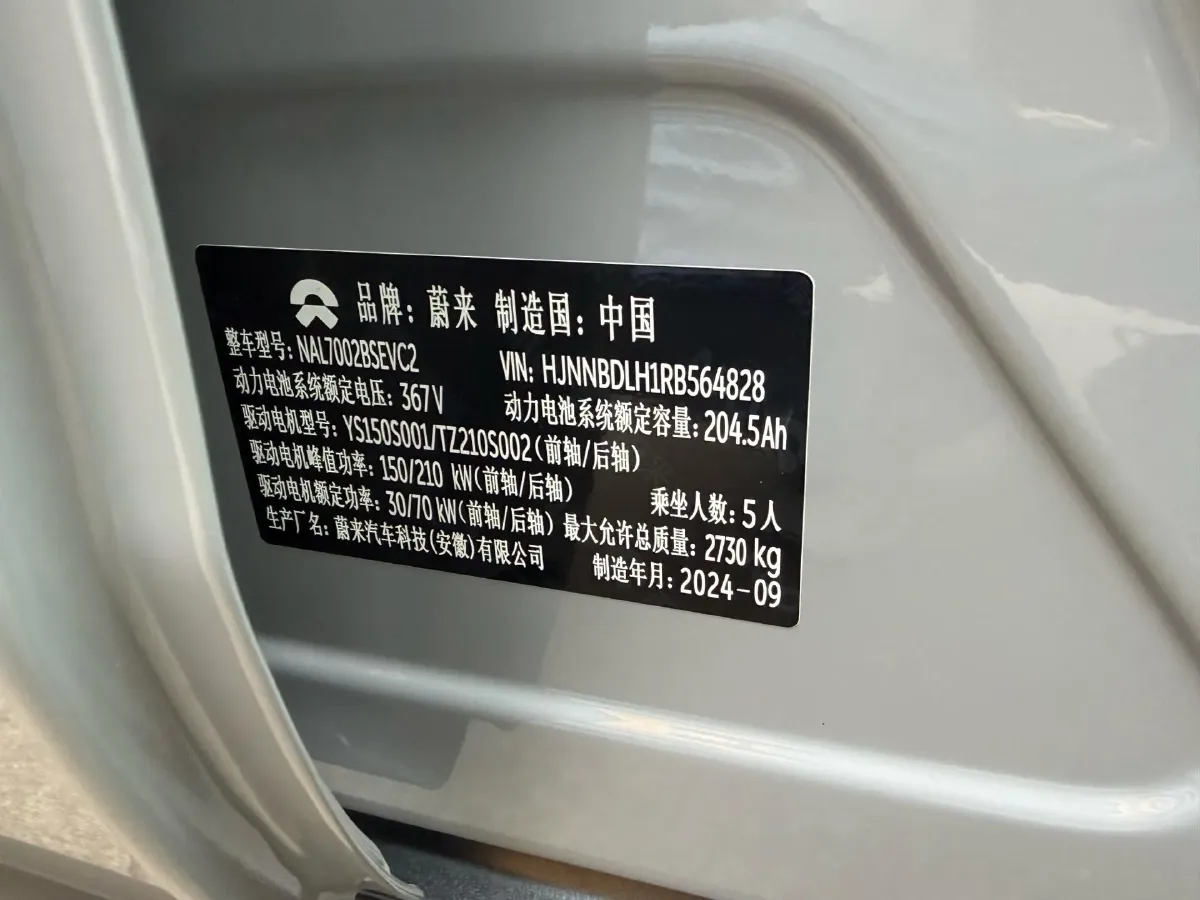 品牌: 蔚来 制造国: 中国
整车型号: NAL7002BSEVC2 VIN: HJNNBDLH1RB564828
动力电池系统额定电压: 367V 动力电池系统额定容量: 204.5Ah
驱动电机型号: YS150S001/TZ210S002(前轴/后轴)
驱动电机峰值功率: 150/210 kW(前轴/后轴) 乘坐人数: 5人
驱动电机额定功率: 30/70 kW(前轴/后轴) 最大允许总质量: 2730 kg
生产厂名: 蔚来汽车科技(安徽)有限公司 制造年月: 2024-09